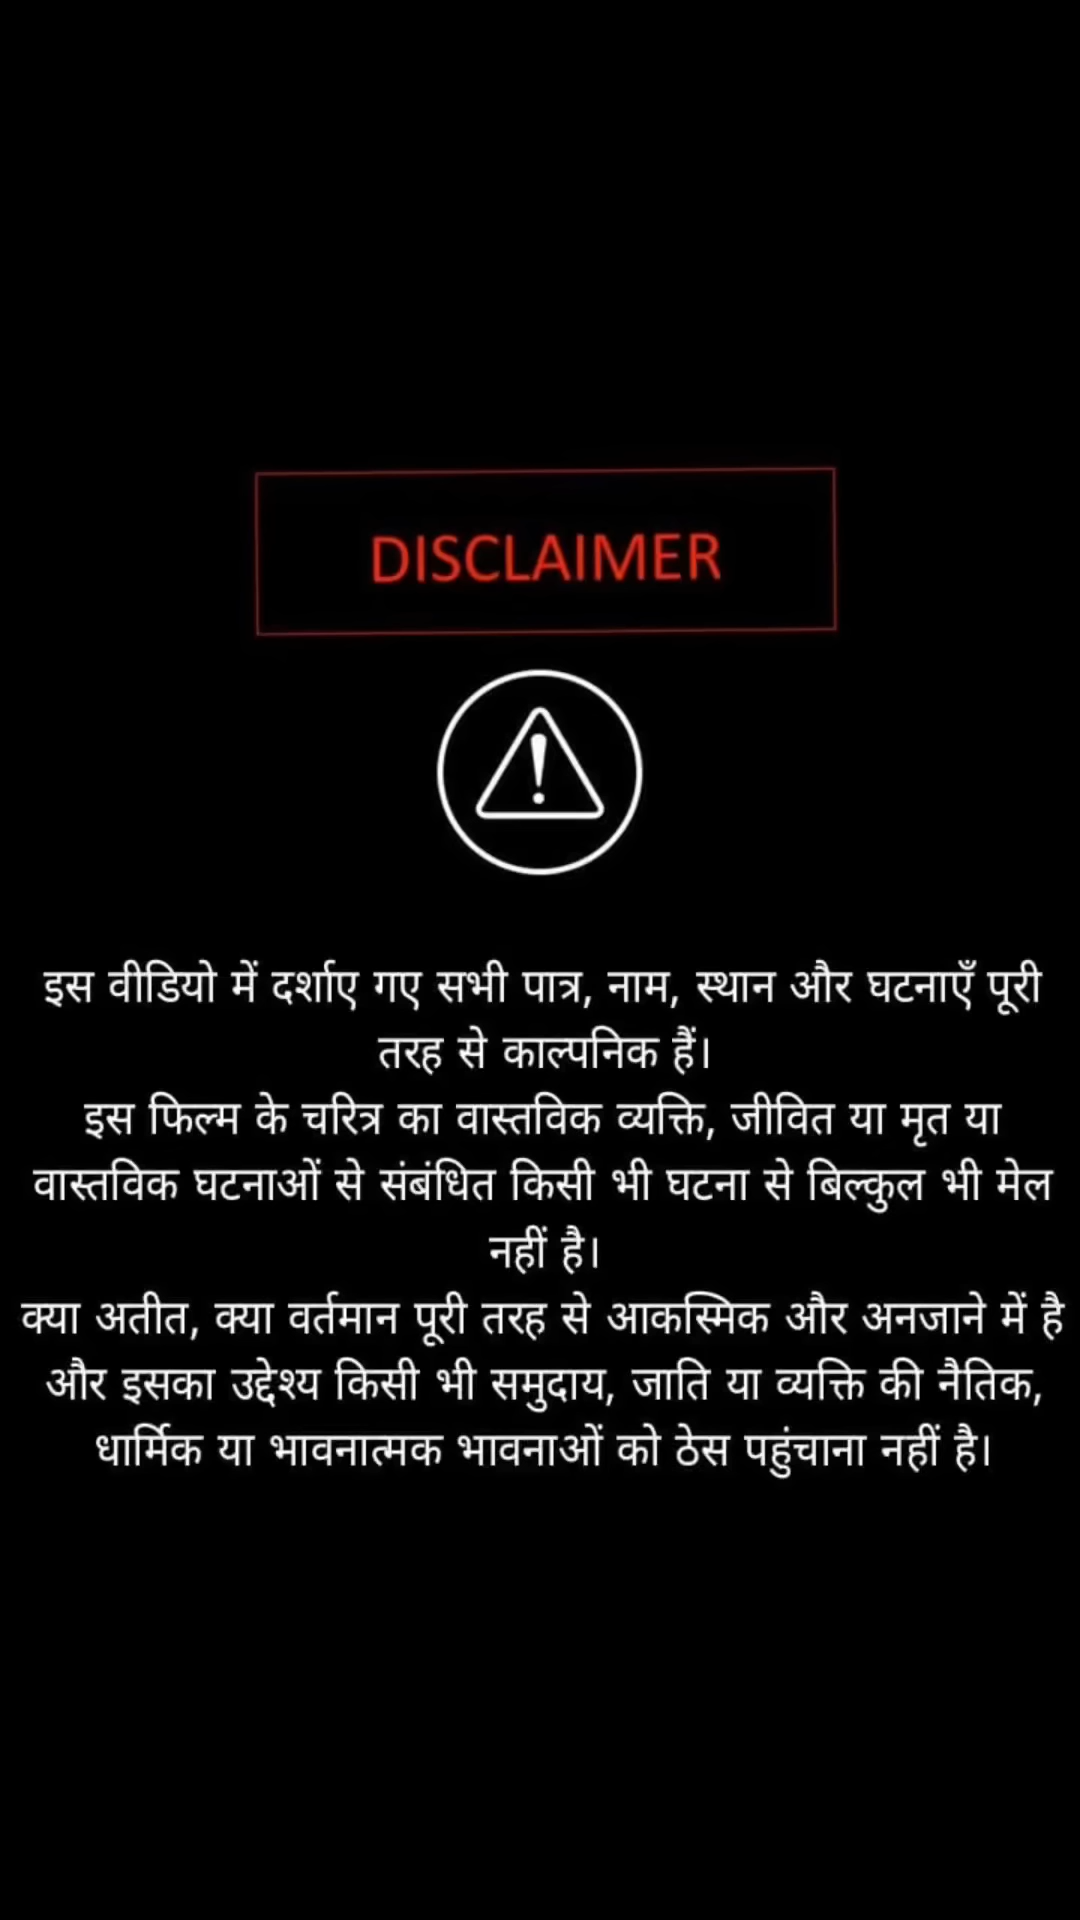 DISCLAIMER
इस वीडियो में दर्शाए गए सभी पात्र, नाम, स्थान और घटनाएँ पूरी
तरह से काल्पनिक हैं।
इस फिल्म के चरित्र का वास्तविक व्यक्ति, जीवित या मृत या
वास्तविक घटनाओं से संबंधित किसी भी घटना से बिल्कुल भी मेल
नहीं है।
क्या अतीत, क्या वर्तमान पूरी तरह से आकस्मिक और अनजाने में है
और इसका उद्देश्य किसी भी समुदाय, जाति या व्यक्ति की नैतिक,
धार्मिक या भावनात्मक भावनाओं को ठेस पहुंचाना नहीं है।